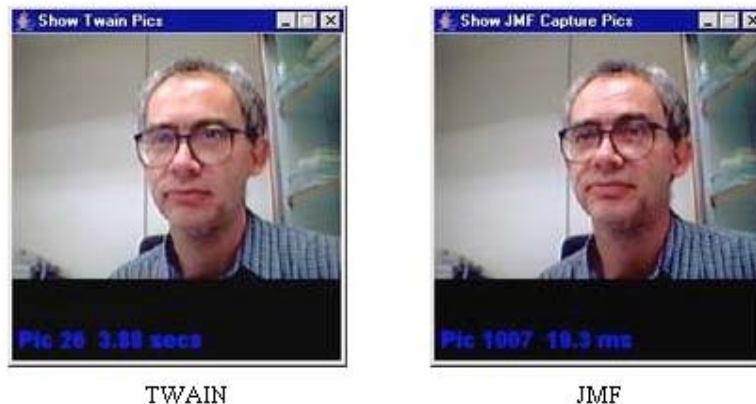 Show Twain Pics
Show JMF Capture Pics
Pic 26 3.88 secs
Pic 1007 19.3 ms
TWAIN
JMF